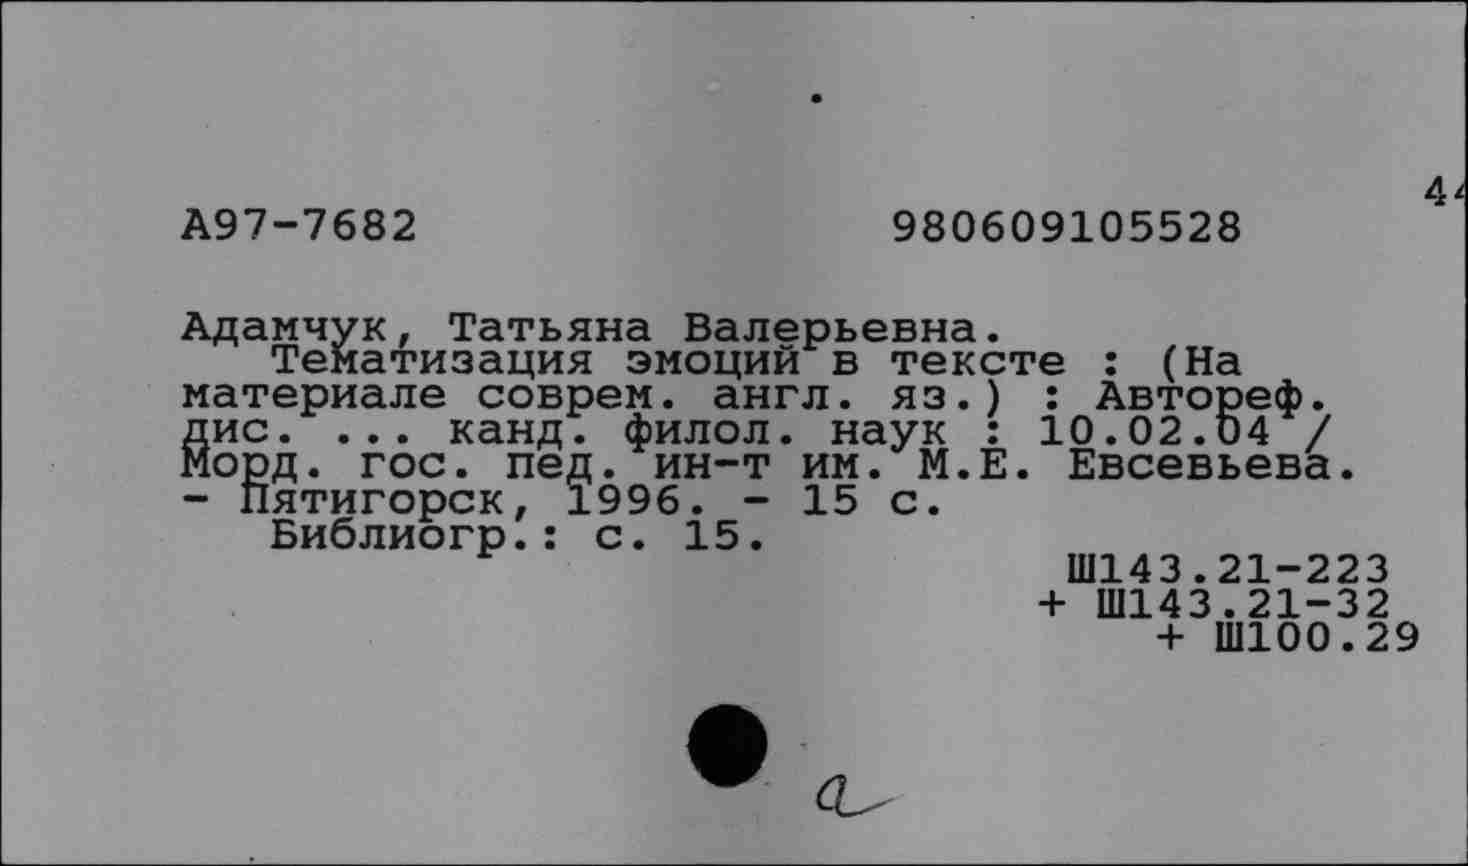 А97-7682 980609105528
Адамчук, Татьяна Валерьевна.
Тематизация эмоций в тексте : (На
материале соврем. англ. яз.) : Автореф.
дис. ... канд. филол. наук : 10.02.04 /
Морд. гос. пед. ин-т им. М.Е. Евсевьева.
- Пятигорск, 1996. - 15 с.
Библиогр.: с. 15.
Ш143.21-223
+ Ш143.21-32
+ Ш100.29
а